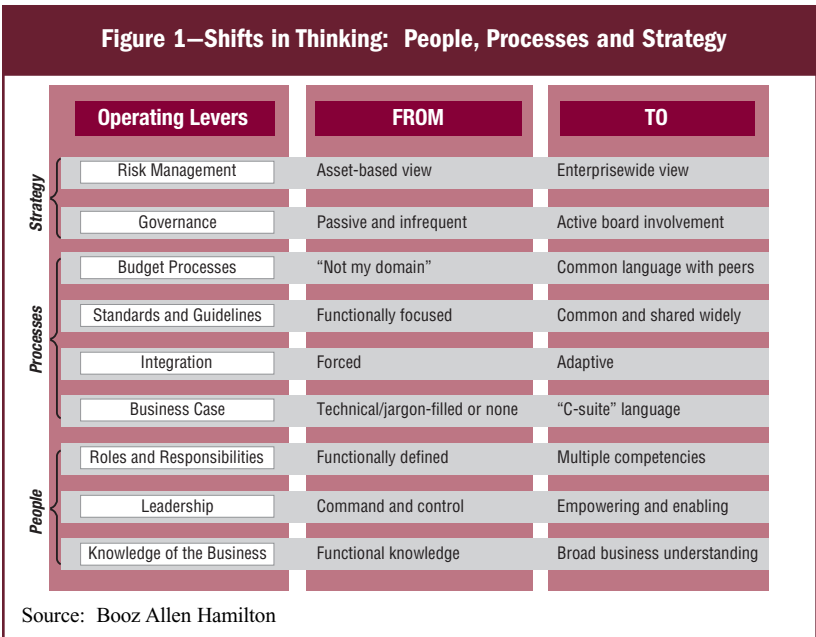 Figure 1—Shifts in Thinking: People, Processes and Strategy
Operating Levers FROM TO
Strategy
Risk Management Asset-based view Enterprisewide view
Governance Passive and infrequent Active board involvement
Processes
Budget Processes “Not my domain” Common language with peers
Standards and Guidelines Functionally focused Common and shared widely
Integration Forced Adaptive
Business Case Technical/jargon-filled or none “C-suite” language
People
Roles and Responsibilities Functionally defined Multiple competencies
Leadership Command and control Empowering and enabling
Knowledge of the Business Functional knowledge Broad business understanding
Source: Booz Allen Hamilton